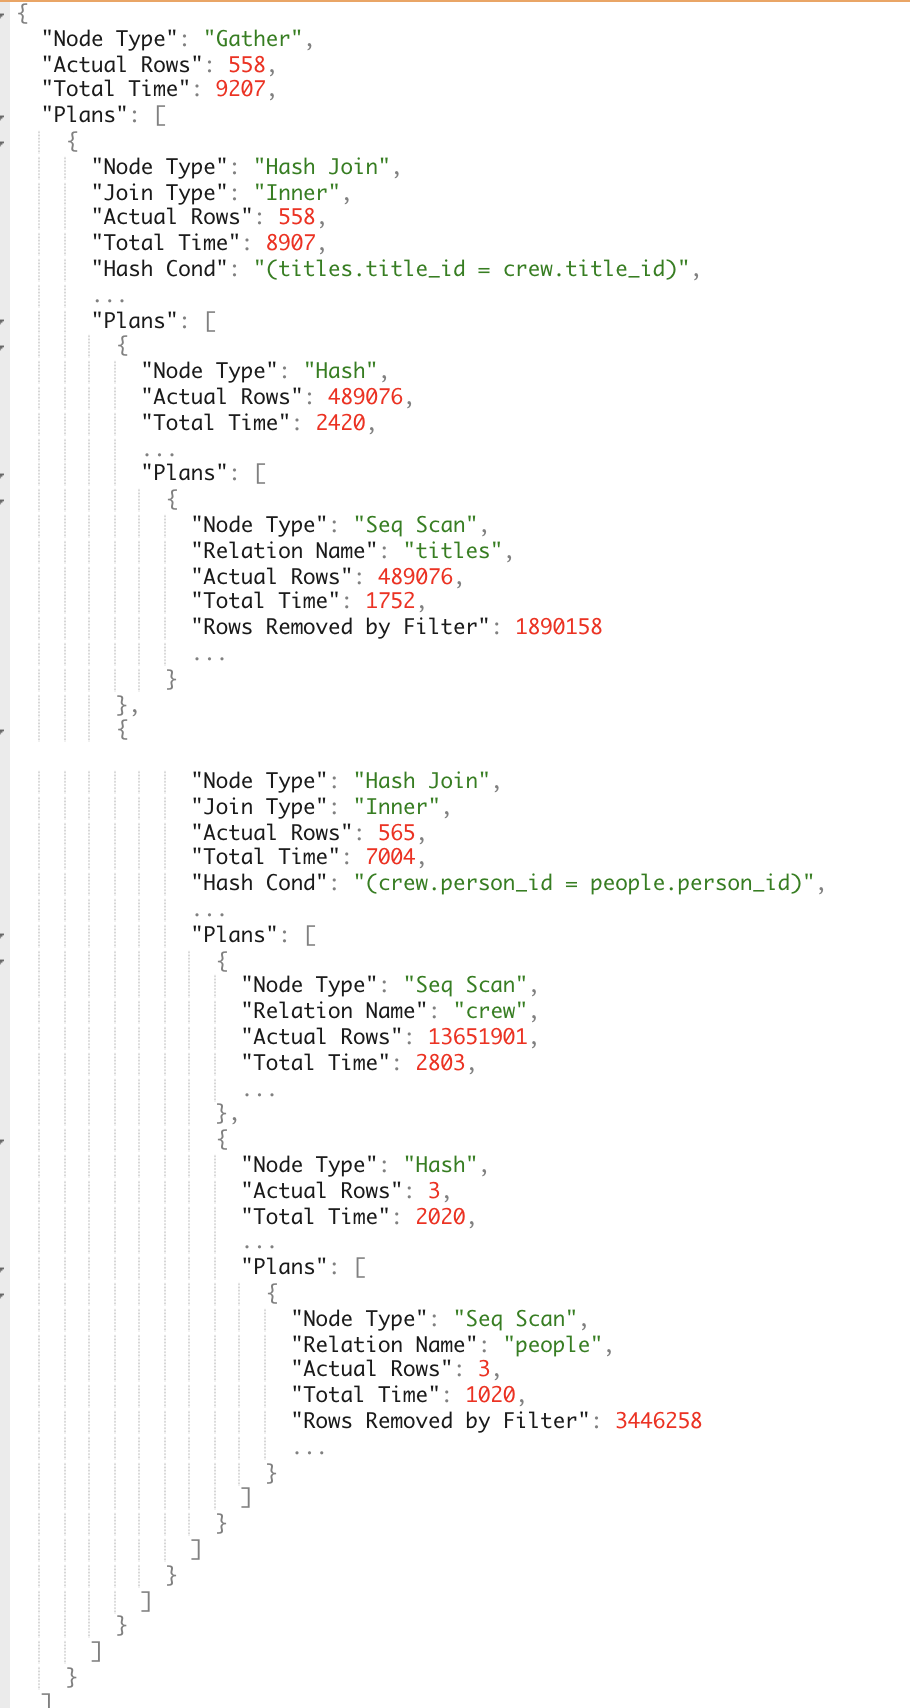 {
"Node Type": "Gather",
"Actual Rows": 558,
"Total Time": 9207,
"Plans": [
{
"Node Type": "Hash Join",
"Join Type": "Inner",
"Actual Rows": 558,
"Total Time": 8907,
"Hash Cond": "(titles.title_id = crew.title_id)",
...
"Plans": [
{
"Node Type": "Hash",
"Actual Rows": 489076,
"Total Time": 2420,
...
"Plans": [
{
"Node Type": "Seq Scan",
"Relation Name": "titles",
"Actual Rows": 489076,
"Total Time": 1752,
"Rows Removed by Filter": 1890158
...
}
},
{
"Node Type": "Hash Join",
"Join Type": "Inner",
"Actual Rows": 565,
"Total Time": 7004,
"Hash Cond": "(crew.person_id = people.person_id)",
...
"Plans": [
{
"Node Type": "Seq Scan",
"Relation Name": "crew",
"Actual Rows": 13651901,
"Total Time": 2803,
...
},
{
"Node Type": "Hash",
"Actual Rows": 3,
"Total Time": 2020,
...
"Plans": [
{
"Node Type": "Seq Scan",
"Relation Name": "people",
"Actual Rows": 3,
"Total Time": 1020,
"Rows Removed by Filter": 3446258
...
}
]
}
]
}
]
}
]
}
]